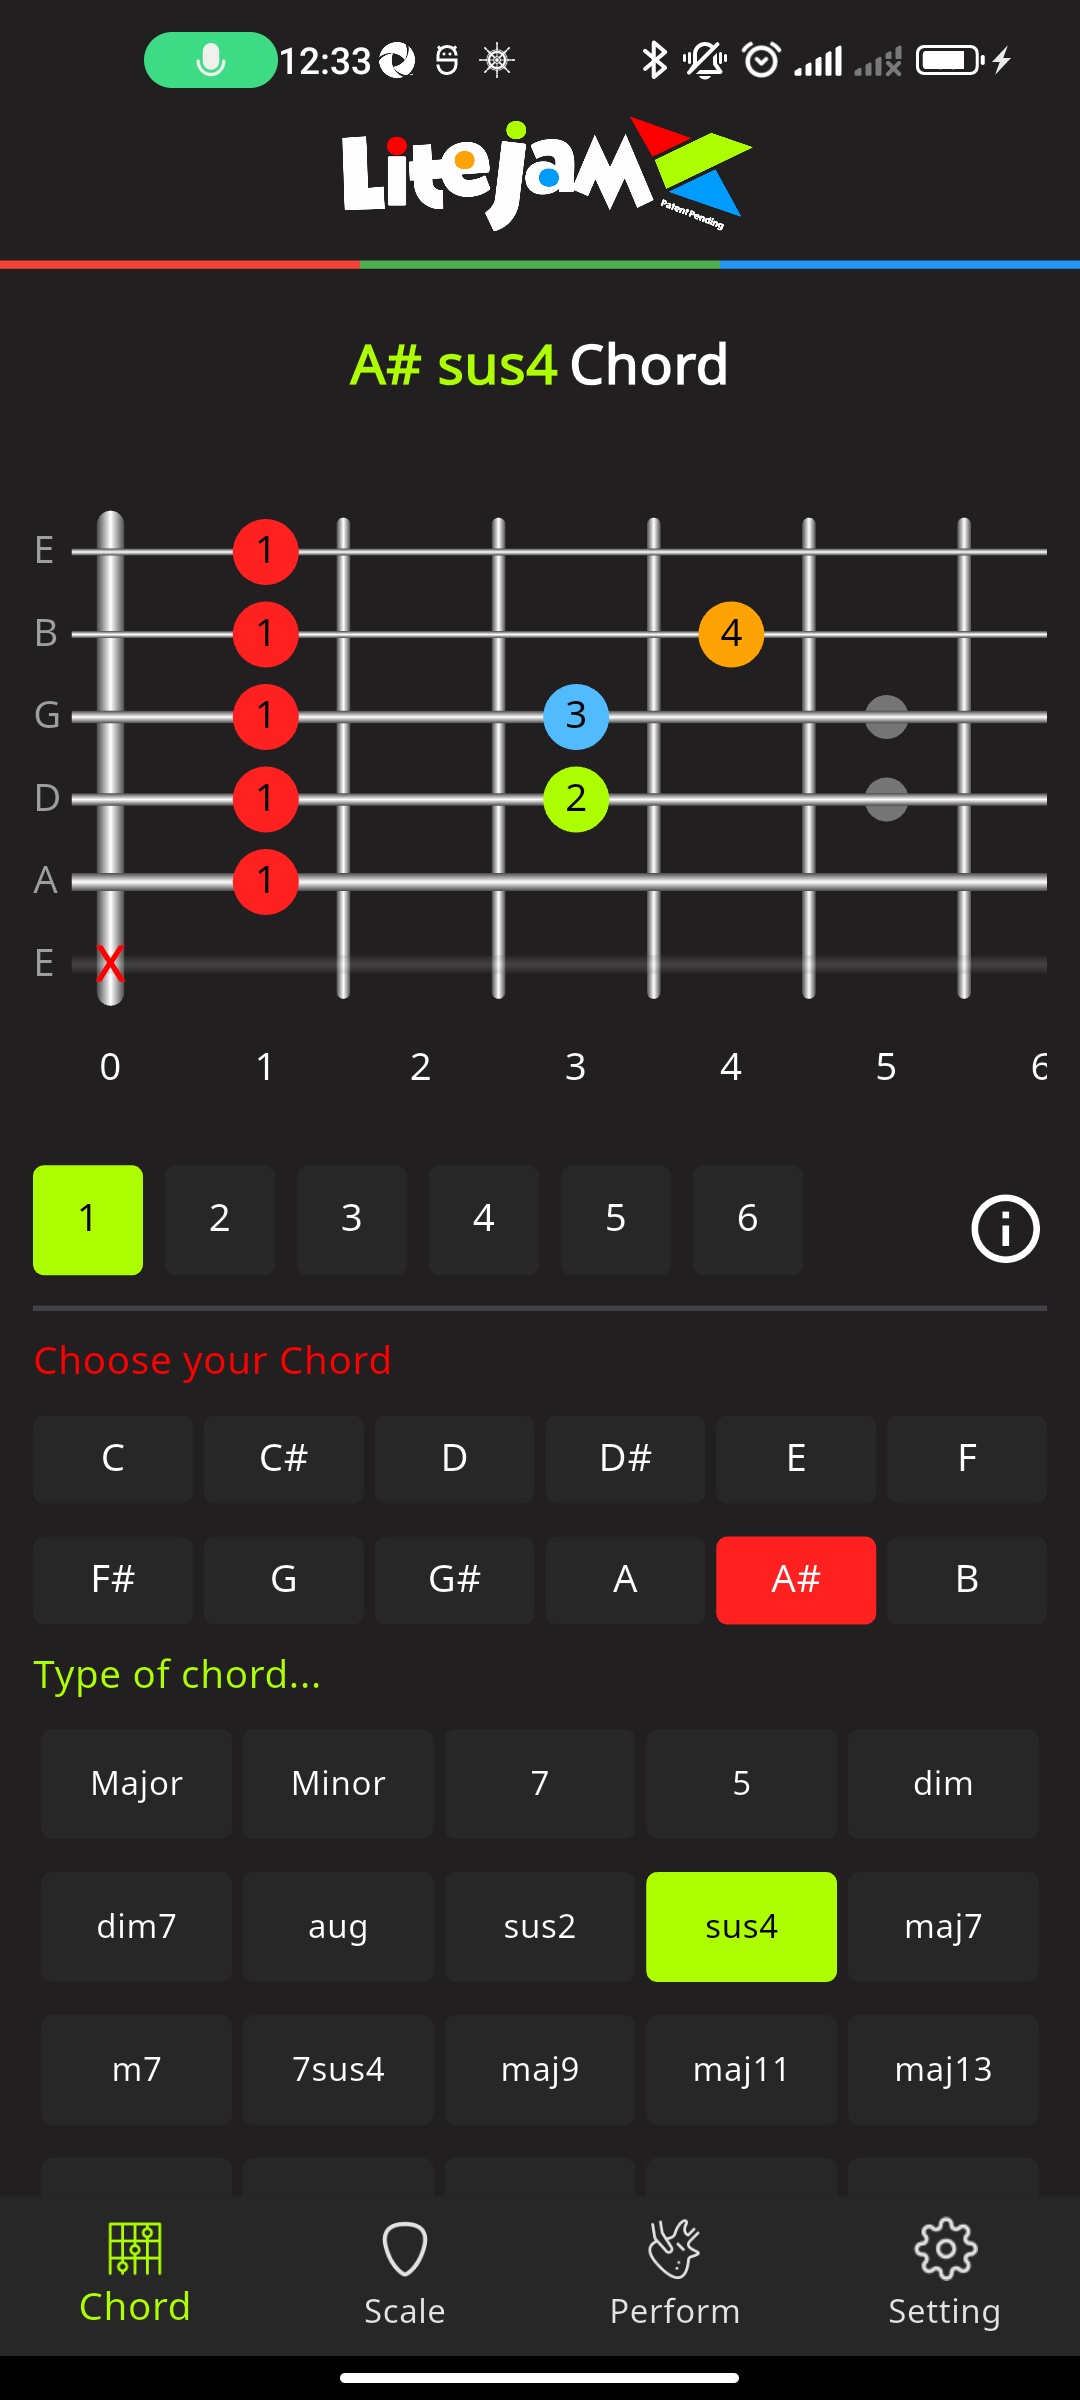 12:33
Litejam
Patent Pending
A# sus4 Chord
E 1
B 1 4
G 1 3
D 1 2
A 1
E X
0 1 2 3 4 5 6
1 2 3 4 5 6
Choose your Chord
C C# D D# E F
F# G G# A A# B
Type of chord...
Major Minor 7 5 dim
dim7 aug sus2 sus4 maj7
m7 7sus4 maj9 maj11 maj13
Chord Scale Perform Setting